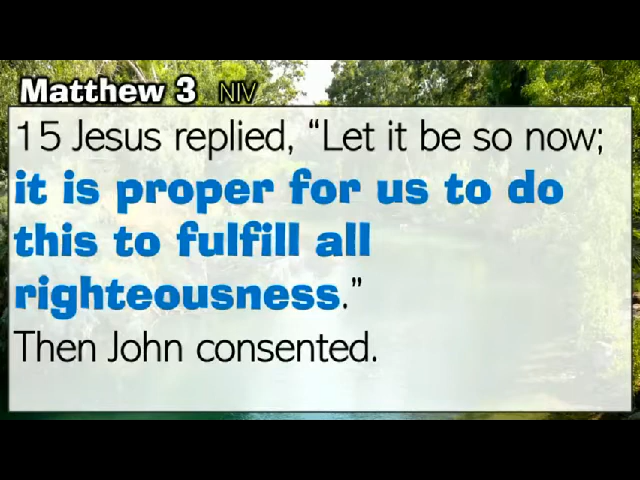 Matthew 3 NIV
15 Jesus replied, “Let it be so now;
it is proper for us to do
this to fulfill all
righteousness.”
Then John consented.